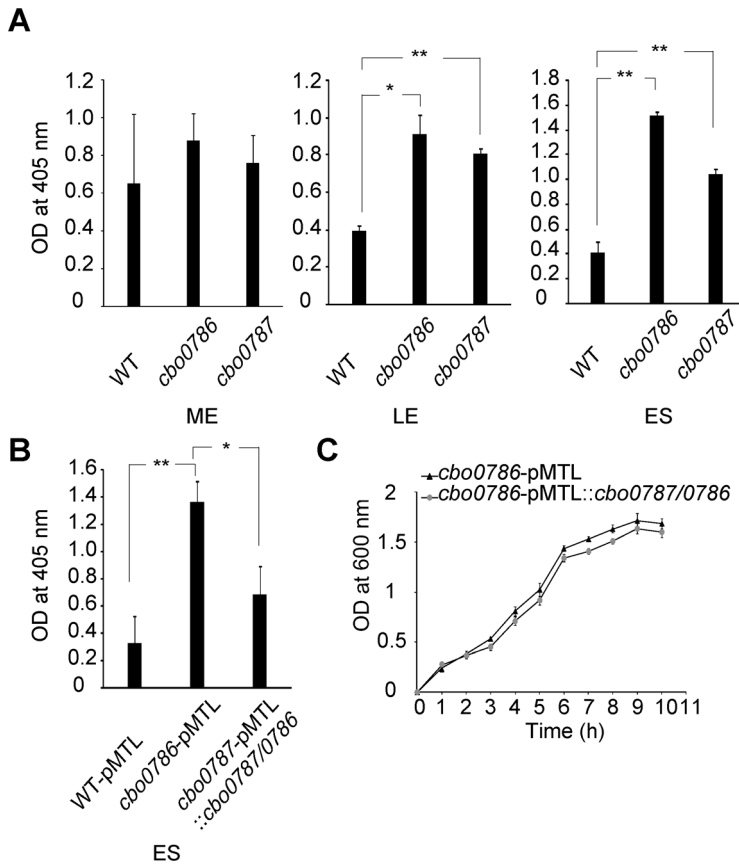 A
OD at 405 nm
1.2
1.0
0.8
0.6
0.4
0.2
0
WT
cbo0786
cbo0787
ME
**
*
1.2
1.0
0.8
0.6
0.4
0.2
0
WT
cbo0786
cbo0787
LE
**
**
1.8
1.6
1.4
1.2
1.0
0.8
0.6
0.4
0.2
0
WT
cbo0786
cbo0787
ES
B
OD at 405 nm
**
*
1.6
1.4
1.2
1.0
0.8
0.6
0.4
0.2
0
WT-pMTL
cbo0786-pMTL
cbo0787-pMTL
::cbo0787/0786
ES
C
cbo0786-pMTL
cbo0786-pMTL::cbo0787/0786
OD at 600 nm
2
1.5
1
0.5
0
0 1 2 3 4 5 6 7 8 9 10 11
Time (h)